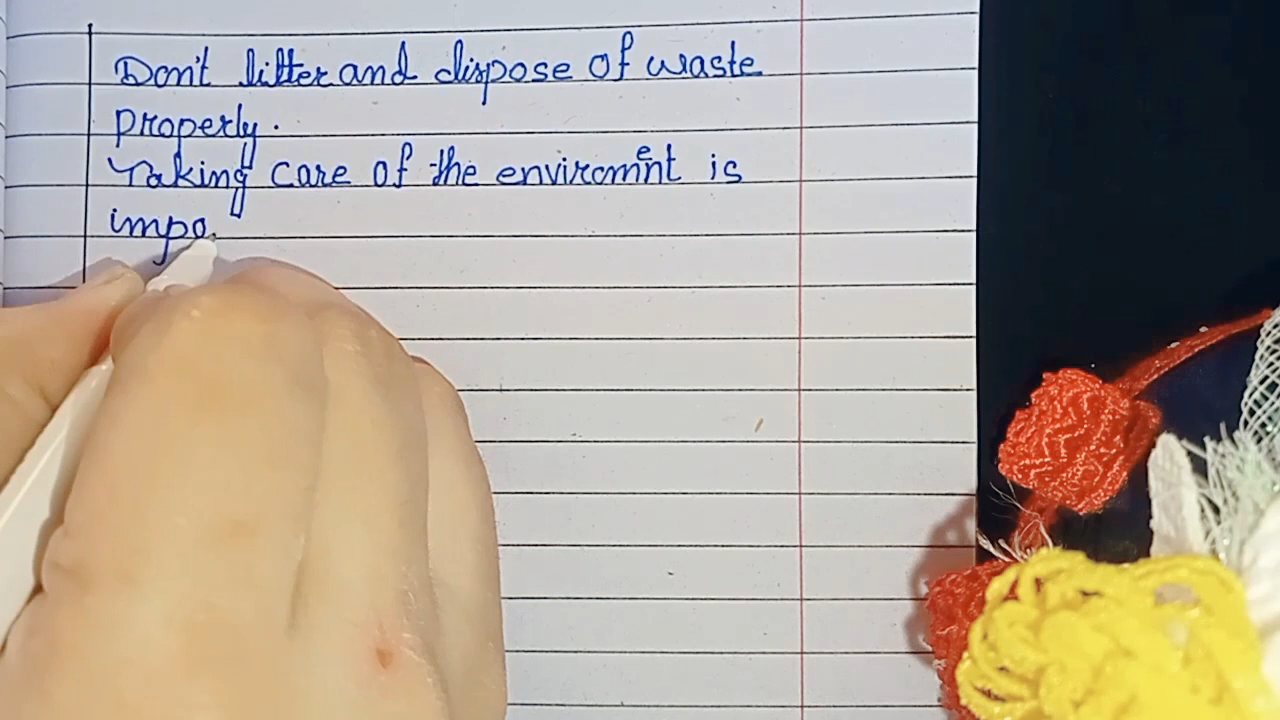 Don't litter and dispose of waste
properly.
Taking care of the enviroment is
impo